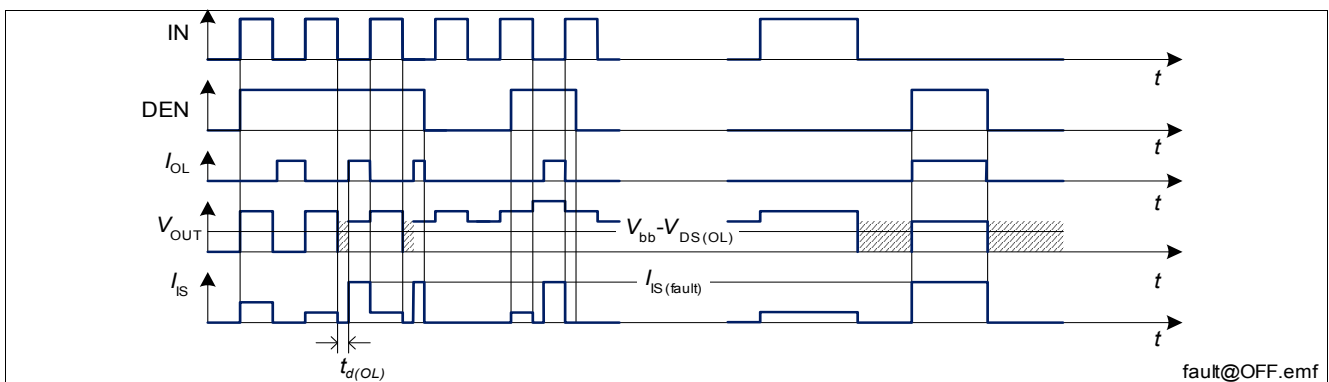 IN
t
DEN
t
I_OL
t
V_OUT
V_bb-V_DS(OL)
t
I_IS
I_IS(fault)
t
t_d(OL)
fault@OFF.emf